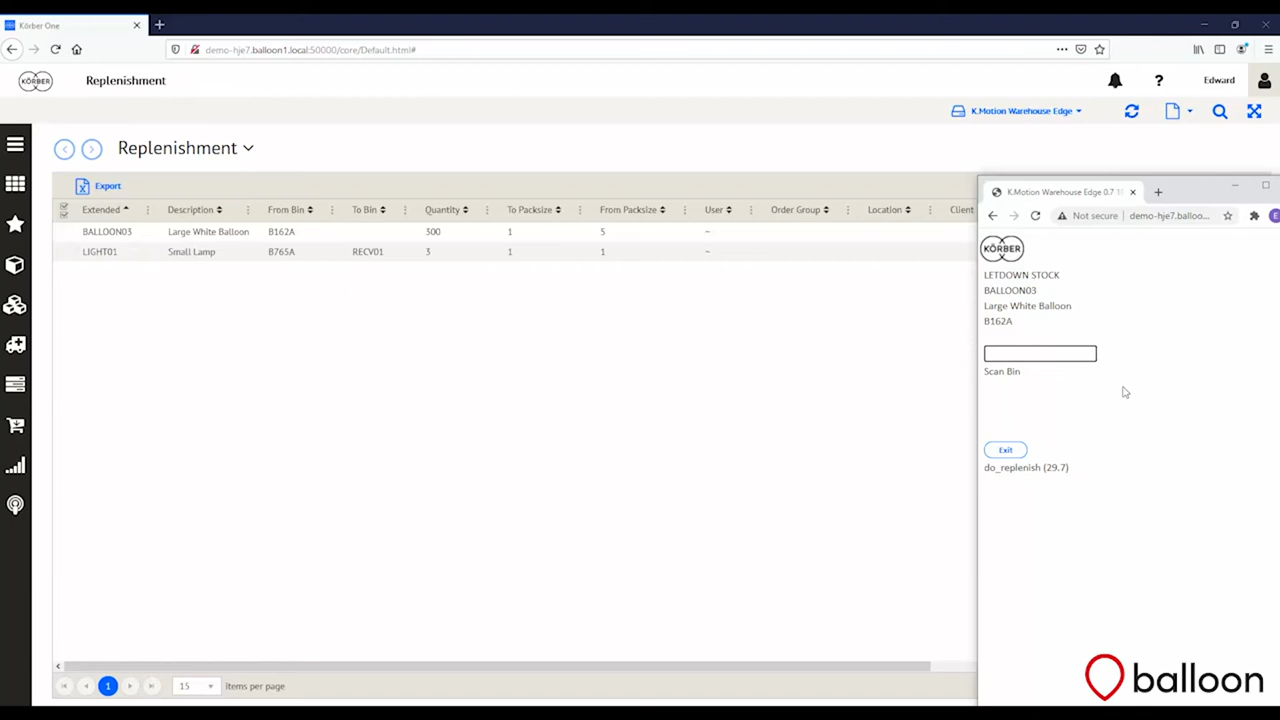 Körber One
demo-hje7.balloon1.local:50000/core/Default.html#
KÖRBER
Replenishment
Edward
K.Motion Warehouse Edge
Replenishment
Export
Extended Description From Bin To Bin Quantity To Packsize From Packsize User Order Group Location Client
BALLOON03 Large White Balloon B162A 300 1 5 ~
LIGHT01 Small Lamp B765A RECV01 3 1 1 ~
1 15 items per page
K.Motion Warehouse Edge 0.7
Not secure demo-hje7.balloo...
KÖRBER
LETDOWN STOCK
BALLOON03
Large White Balloon
B162A
Scan Bin
Exit
do_replenish (29.7)
balloon